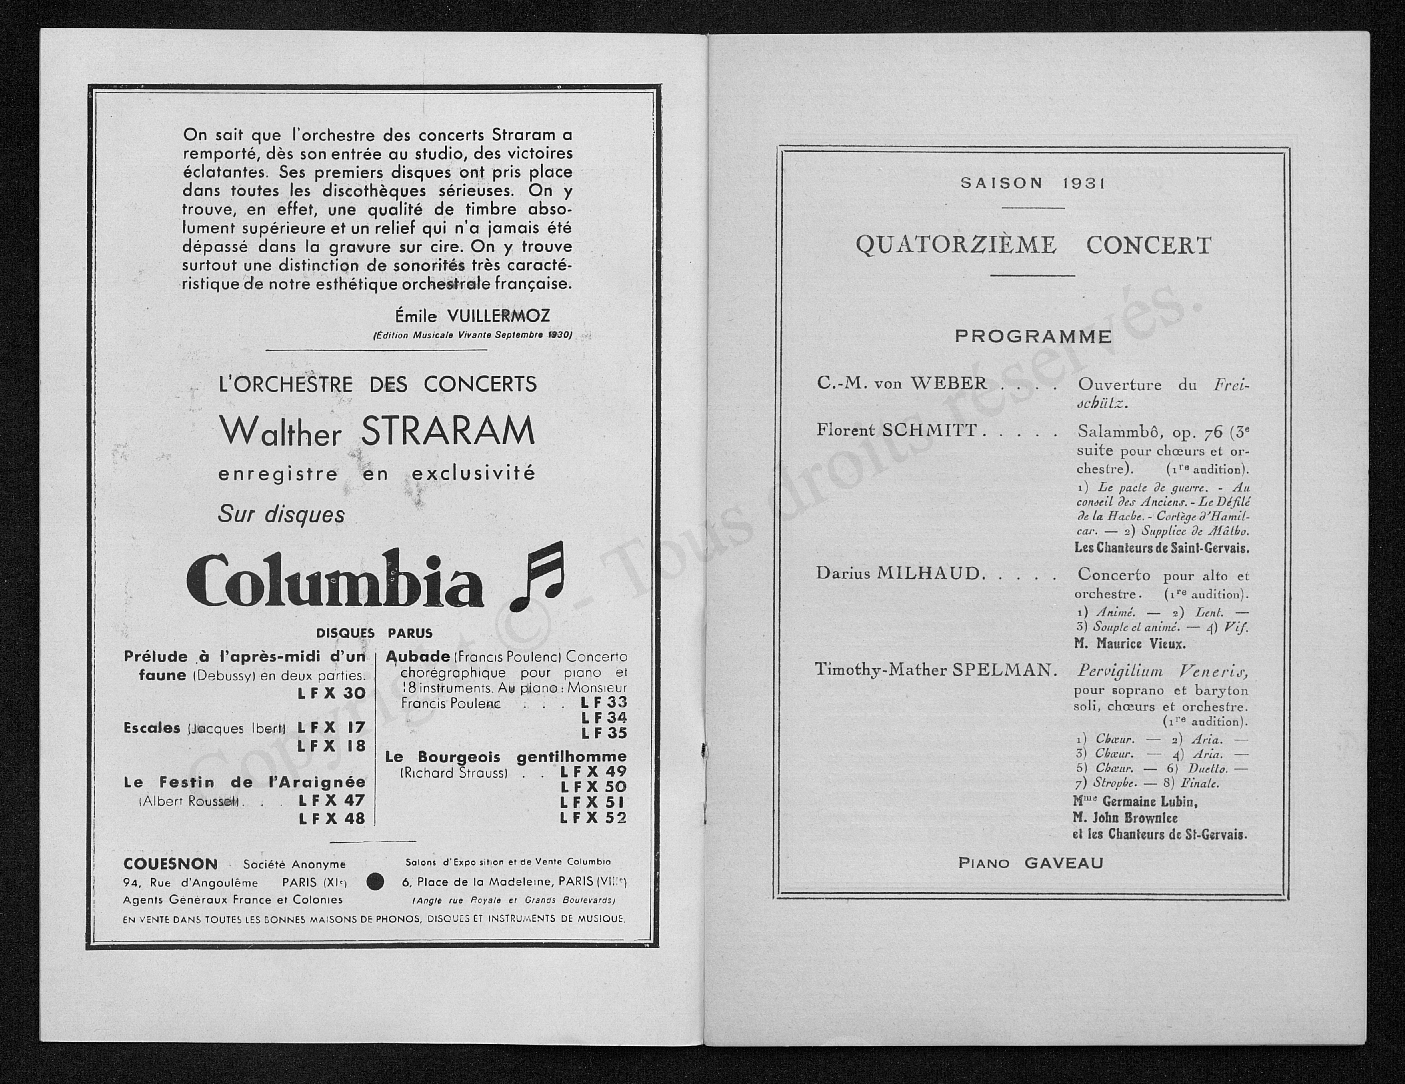 On sait que l'orchestre des concerts Straram a
remporté, dès son entrée au studio, des victoires
éclatantes. Ses premiers disques ont pris place
dans toutes les discothèques sérieuses. On y
trouve, en effet, une qualité de timbre abso-
lument supérieure et un relief qui n'a jamais été
dépassé dans la gravure sur cire. On y trouve
surtout une distinction de sonorités très caracté-
ristique de notre esthétique orchestrale française.
Émile VUILLERMOZ
(Édition Musicale Vivante Septembre 1930)
L'ORCHESTRE DES CONCERTS
Walther STRARAM
enregistre en exclusivité
Sur disques
Columbia
DISQUES PARUS
Prélude à l'après-midi d'un
faune (Debussy) en deux parties.
LFX 30
Escales (Jacques Ibert) LFX 17
LFX 18
Le Festin de l'Araignée
(Albert Roussel). . . LFX 47
LFX 48
Aubade (Francis Poulenc) Concerto
chorégraphique pour piano et
18 instruments. Au piano : Monsieur
Francis Poulenc . . . LF 33
LF 34
LF 35
Le Bourgeois gentilhomme
(Richard Strauss) . . LFX 49
LFX 50
LFX 51
LFX 52
COUESNON Société Anonyme
94, Rue d'Angoulême PARIS (XIe)
Agents Généraux France et Colonies
Salons d'Exposition et de Vente Columbia
6, Place de la Madeleine, PARIS (VIIIe)
(Angle rue Royale et Grands Boulevards)
EN VENTE DANS TOUTES LES BONNES MAISONS DE PHONOS, DISQUES ET INSTRUMENTS DE MUSIQUE.
SAISON 1931
QUATORZIÈME CONCERT
PROGRAMME
C.-M. von WEBER . . . . Ouverture du Frei-
schütz.
Florent SCHMITT . . . . . Salammbô, op. 76 (3e
suite pour chœurs et or-
chestre). (1re audition).
1) Le pacte de guerre. - Au
conseil des Anciens. - Le Défilé
de la Hache. - Cortège d'Hamil-
car. — 2) Supplice de Mâtho.
Les Chanteurs de Saint-Gervais.
Darius MILHAUD. . . . . Concerto pour alto et
orchestre. (1re audition).
1) Animé. — 2) Lent. —
3) Souple et animé. — 4) Vif.
M. Maurice Vieux.
Timothy-Mather SPELMAN. Pervigilium Veneris,
pour soprano et baryton
soli, chœurs et orchestre.
(1re audition).
1) Chœur. — 2) Aria. —
3) Chœur. — 4) Aria. —
5) Chœur. — 6) Duetto. —
7) Strophe. — 8) Finale.
Mme Germaine Lubin,
M. John Brownlee
et les Chanteurs de St-Gervais.
PIANO GAVEAU
Copyright © - Tous droits réservés.